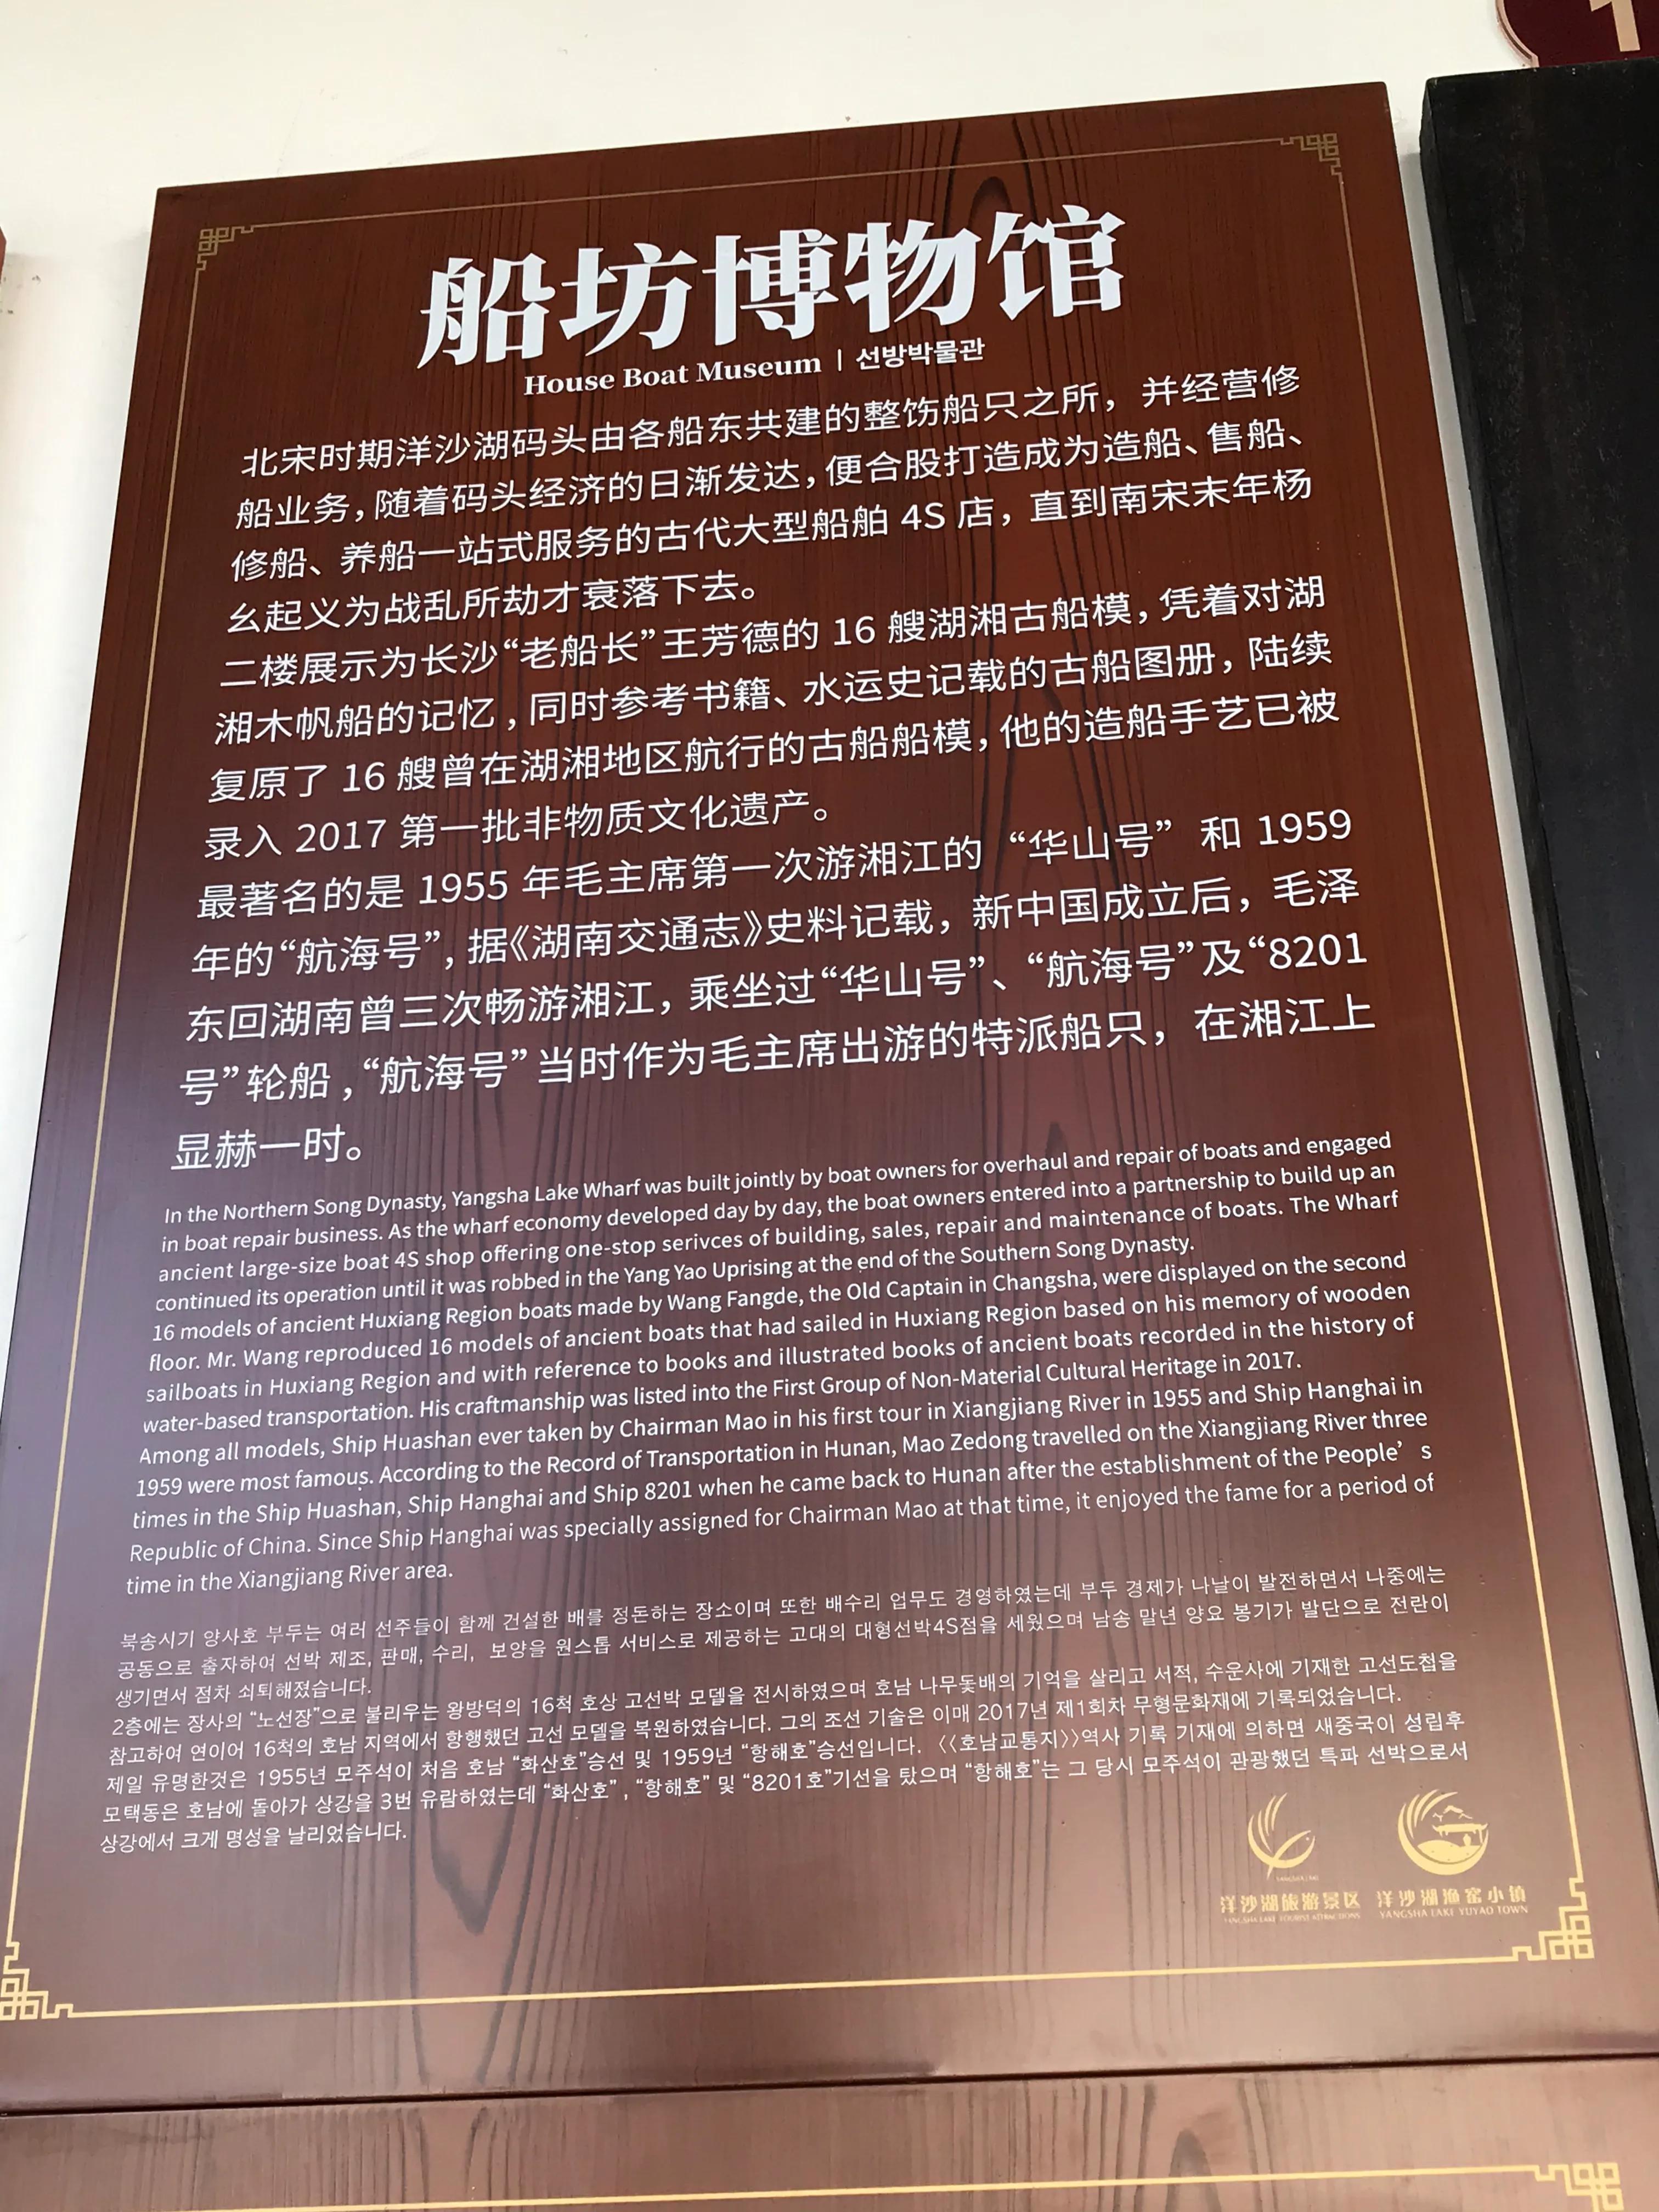 1
船坊博物馆
House Boat Museum | 선방박물관
北宋时期洋沙湖码头由各船东共建的整饬船只之所，并经营修
船业务，随着码头经济的日渐发达，便合股打造成为造船、售船、
修船、养船一站式服务的古代大型船舶 4S 店，直到南宋末年杨
幺起义为战乱所劫才衰落下去。
二楼展示为长沙“老船长”王芳德的 16 艘湖湘古船模，凭着对湖
湘木帆船的记忆，同时参考书籍、水运史记载的古船图册，陆续
复原了 16 艘曾在湖湘地区航行的古船船模，他的造船手艺已被
录入 2017 第一批非物质文化遗产。
最著名的是 1955 年毛主席第一次游湘江的 “华山号” 和 1959
年的“航海号”，据《湖南交通志》史料记载，新中国成立后，毛泽
东回湖南曾三次畅游湘江，乘坐过“华山号”、“航海号”及“8201
号”轮船，“航海号”当时作为毛主席出游的特派船只，在湘江上
显赫一时。
In the Northern Song Dynasty, Yangsha Lake Wharf was built jointly by boat owners for overhaul and repair of boats and engaged
in boat repair business. As the wharf economy developed day by day, the boat owners entered into a partnership to build up an
ancient large-size boat 4S shop offering one-stop serivces of building, sales, repair and maintenance of boats. The Wharf
continued its operation until it was robbed in the Yang Yao Uprising at the end of the Southern Song Dynasty.
16 models of ancient Huxiang Region boats made by Wang Fangde, the Old Captain in Changsha, were displayed on the second
floor. Mr. Wang reproduced 16 models of ancient boats that had sailed in Huxiang Region based on his memory of wooden
sailboats in Huxiang Region and with reference to books and illustrated books of ancient boats recorded in the history of
water-based transportation. His craftmanship was listed into the First Group of Non-Material Cultural Heritage in 2017.
Among all models, Ship Huashan ever taken by Chairman Mao in his first tour in Xiangjiang River in 1955 and Ship Hanghai in
1959 were most famous. According to the Record of Transportation in Hunan, Mao Zedong travelled on the Xiangjiang River three
times in the Ship Huashan, Ship Hanghai and Ship 8201 when he came back to Hunan after the establishment of the People’ s
Republic of China. Since Ship Hanghai was specially assigned for Chairman Mao at that time, it enjoyed the fame for a period of
time in the Xiangjiang River area.
북송시기 양사호 부두는 여러 선주들이 함께 건설한 배를 정돈하는 장소이며 또한 배수리 업무도 경영하였는데 부두 경제가 나날이 발전하면서 나중에는
공동으로 출자하여 선박 제조, 판매, 수리, 보양을 원스톱 서비스로 제공하는 고대의 대형선박4S점을 세웠으며 남송 말년 양요 봉기가 발단으로 전란이
생기면서 점차 쇠퇴해졌습니다.
2층에는 장사의 “노선장”으로 불리우는 왕방덕의 16척 호상 고선박 모델을 전시하였으며 호남 나무돛배의 기억을 살리고 서적, 수운사에 기재한 고선도첩을
참고하여 연이어 16척의 호남 지역에서 항행했던 고선 모델을 복원하였습니다. 그의 조선 기술은 이매 2017년 제1회차 무형문화재에 기록되었습니다.
제일 유명한것은 1955년 모주석이 처음 호남 “화산호”승선 및 1959년 “항해호”승선입니다. 〈〈호남교통지〉〉역사 기록 기재에 의하면 새중국이 성립후
모택동은 호남에 돌아가 상강을 3번 유람하였는데 “화산호” , “항해호” 및 “8201호”기선을 탔으며 “항해호”는 그 당시 모주석이 관광했던 특파 선박으로서
상강에서 크게 명성을 날리었습니다.
洋沙湖旅游景区 洋沙湖渔窑小镇
YANGSHA LAKE TOURIST ATTRACTIONS YANGSHA LAKE YUYAO TOWN